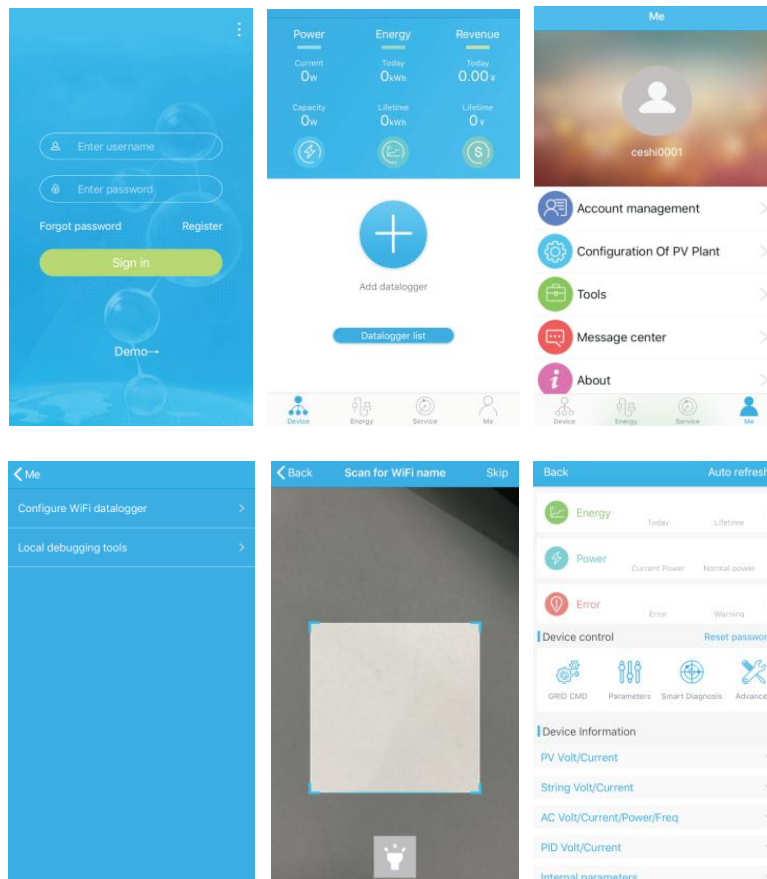 Enter username
Enter password
Forgot password Register
Sign in
Demo→
Power Energy Revenue
Current Today Today
0w 0kWh 0.00¥
Capacity Lifetime Lifetime
0w 0kWh 0¥
Add datalogger
Datalogger list
Device Energy Service Me
Me
ceshi0001
Account management
Configuration Of PV Plant
Tools
Message center
About
Device Energy Service Me
Me
Configure WiFi datalogger
Local debugging tools
Back Scan for WiFi name Skip
Back Auto refresh
Energy Today Lifetime
Power Current Power Normal power
Error Error Warning
Device control Reset passwor
GRID CMD Parameters Smart Diagnosis Advance
Device Information
PV Volt/Current
String Volt/Current
AC Volt/Current/Power/Freq
PID Volt/Current
Internal parameters